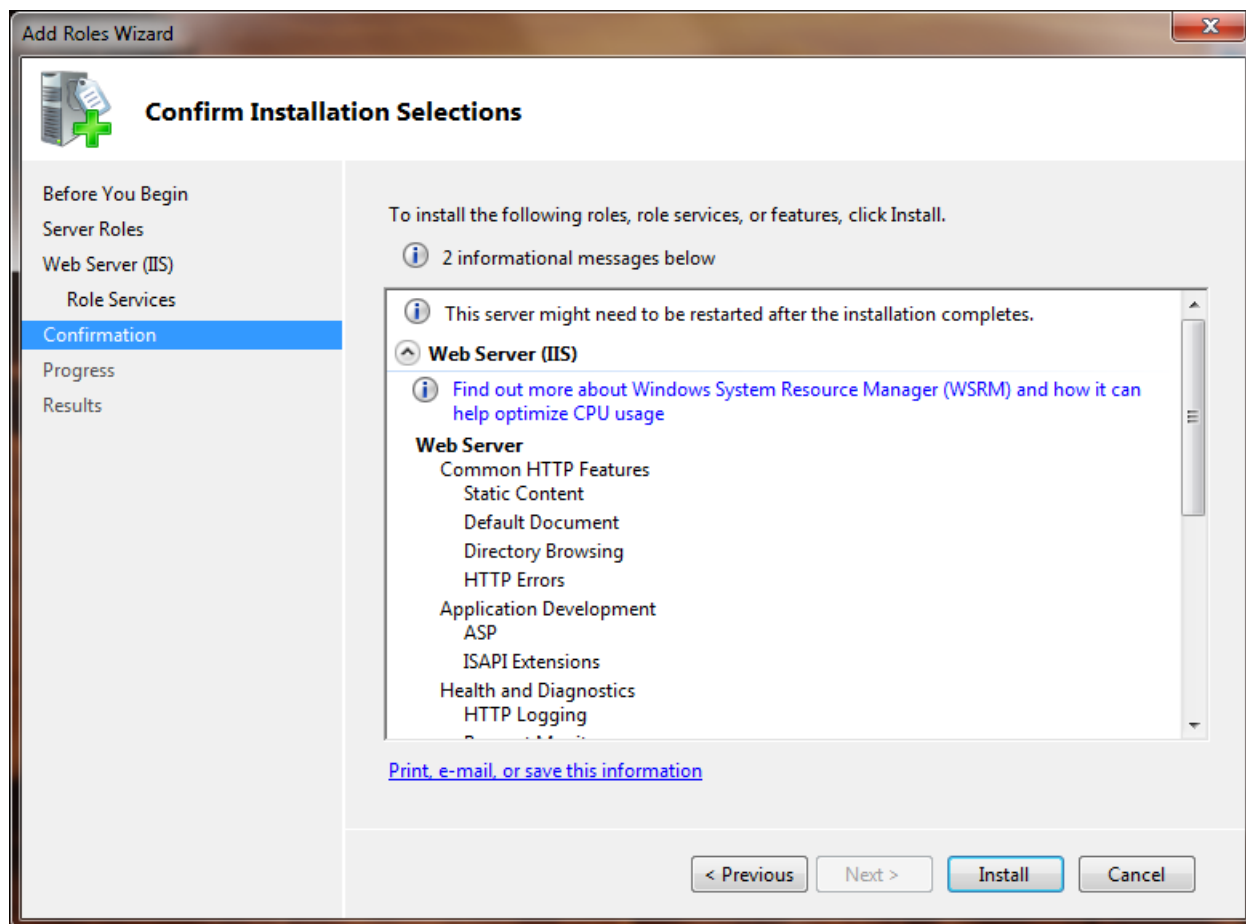 Add Roles Wizard
Confirm Installation Selections
Before You Begin
Server Roles
Web Server (IIS)
Role Services
Confirmation
Progress
Results
To install the following roles, role services, or features, click Install.
2 informational messages below
This server might need to be restarted after the installation completes.
Web Server (IIS)
Find out more about Windows System Resource Manager (WSRM) and how it can
help optimize CPU usage
Web Server
Common HTTP Features
Static Content
Default Document
Directory Browsing
HTTP Errors
Application Development
ASP
ISAPI Extensions
Health and Diagnostics
HTTP Logging
Print, e-mail, or save this information
< Previous
Next >
Install
Cancel